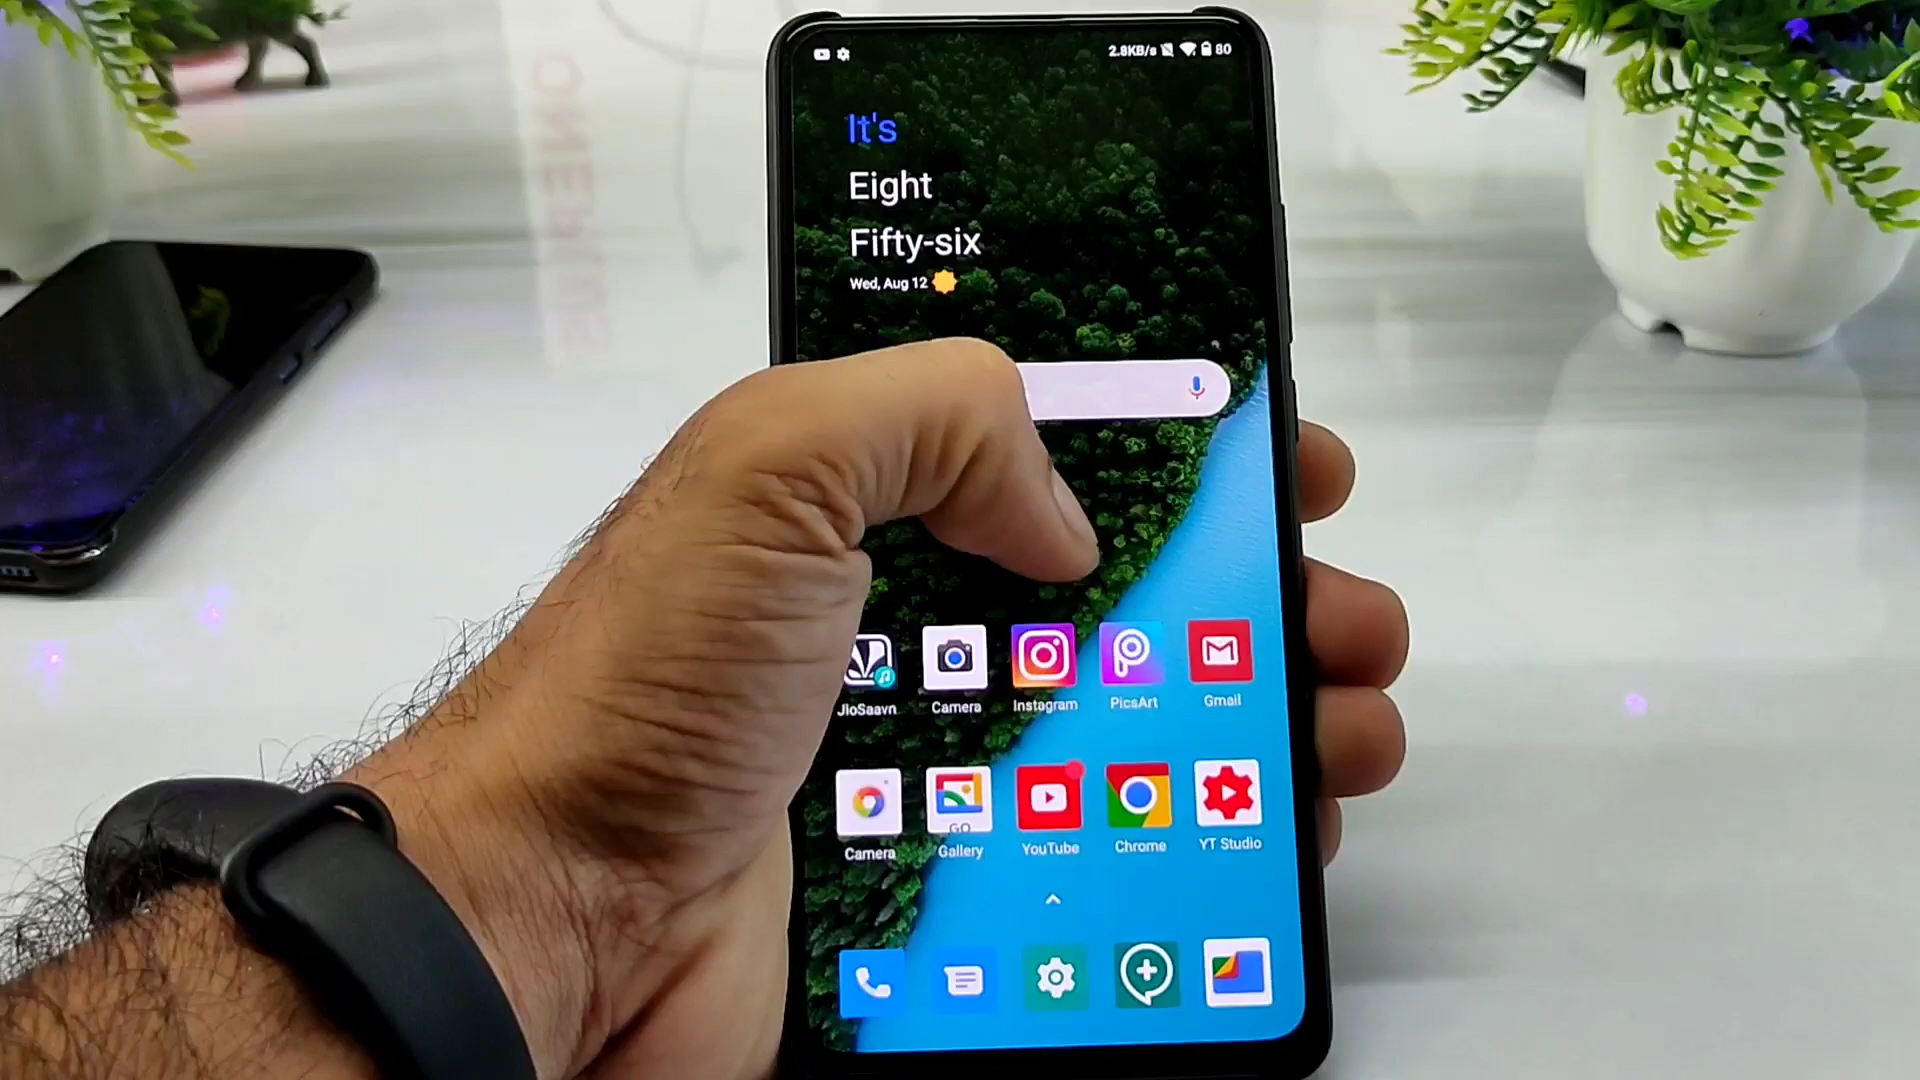 2.8KB/s 80
It's
Eight
Fifty-six
Wed, Aug 12
JioSaavn Camera Instagram PicsArt Gmail
GO
Camera Gallery YouTube Chrome YT Studio